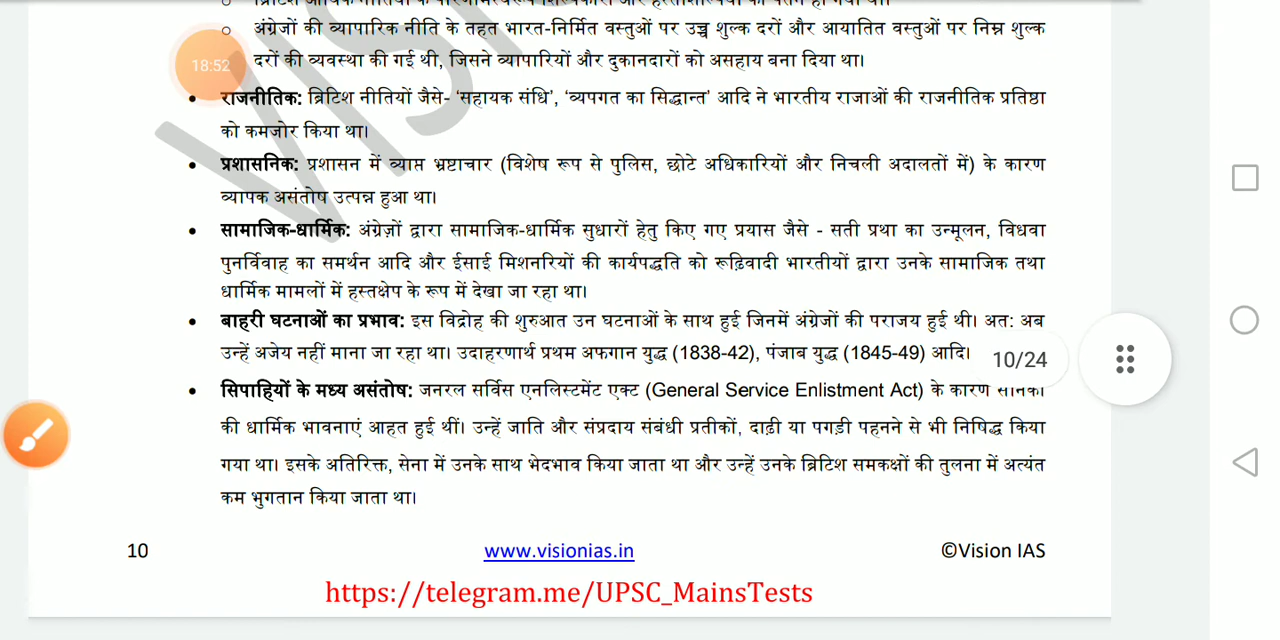 अंग्रेजों की व्यापारिक नीति के तहत भारत-निर्मित वस्तुओं पर उच्च शुल्क दरों और आयातित वस्तुओं पर निम्न शुल्क
दरों की व्यवस्था की गई थी, जिसने व्यापारियों और दुकानदारों को असहाय बना दिया था।
18:52
राजनीतिक: ब्रिटिश नीतियों जैसे- ‘सहायक संधि’, ‘व्यपगत का सिद्धान्त’ आदि ने भारतीय राजाओं की राजनीतिक प्रतिष्ठा
को कमजोर किया था।
प्रशासनिक: प्रशासन में व्याप्त भ्रष्टाचार (विशेष रूप से पुलिस, छोटे अधिकारियों और निचली अदालतों में) के कारण
व्यापक असंतोष उत्पन्न हुआ था।
सामाजिक-धार्मिक: अंग्रेज़ों द्वारा सामाजिक-धार्मिक सुधारों हेतु किए गए प्रयास जैसे - सती प्रथा का उन्मूलन, विधवा
पुनर्विवाह का समर्थन आदि और ईसाई मिशनरियों की कार्यपद्धति को रूढ़िवादी भारतीयों द्वारा उनके सामाजिक तथा
धार्मिक मामलों में हस्तक्षेप के रूप में देखा जा रहा था।
बाहरी घटनाओं का प्रभाव: इस विद्रोह की शुरुआत उन घटनाओं के साथ हुई जिनमें अंग्रेजों की पराजय हुई थी। अत: अब
उन्हें अजेय नहीं माना जा रहा था। उदाहरणार्थ प्रथम अफगान युद्ध (1838-42), पंजाब युद्ध (1845-49) आदि।
10/24
सिपाहियों के मध्य असंतोष: जनरल सर्विस एनलिस्टमेंट एक्ट (General Service Enlistment Act) के कारण
की धार्मिक भावनाएं आहत हुई थीं। उन्हें जाति और संप्रदाय संबंधी प्रतीकों, दाढ़ी या पगड़ी पहनने से भी निषिद्ध किया
गया था। इसके अतिरिक्त, सेना में उनके साथ भेदभाव किया जाता था और उन्हें उनके ब्रिटिश समकक्षों की तुलना में अत्यंत
कम भुगतान किया जाता था।
10 www.visionias.in ©Vision IAS
https://telegram.me/UPSC_MainsTests